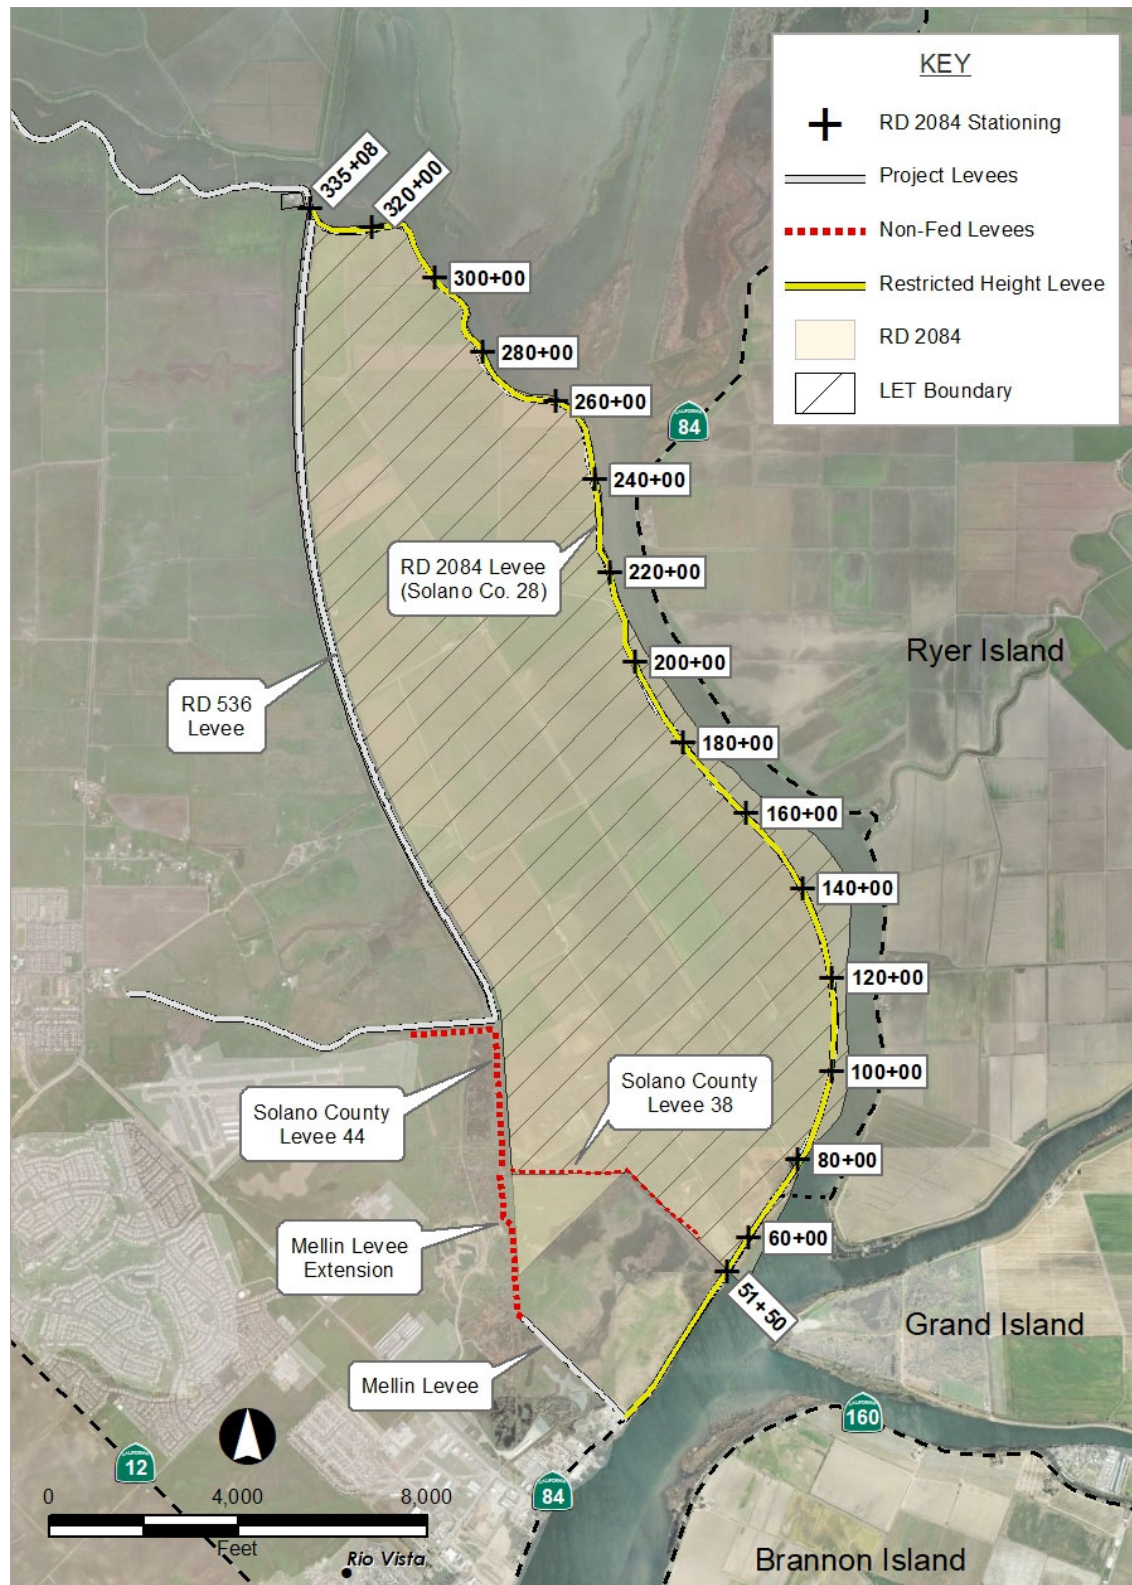 KEY
RD 2084 Stationing
Project Levees
Non-Fed Levees
Restricted Height Levee
RD 2084
LET Boundary
335+08
320+00
300+00
280+00
260+00
CALIFORNIA
84
240+00
RD 2084 Levee
(Solano Co. 28)
220+00
Ryer Island
200+00
RD 536
Levee
180+00
160+00
140+00
120+00
100+00
Solano County
Levee 38
Solano County
Levee 44
80+00
60+00
Mellin Levee
Extension
51+50
Grand Island
Mellin Levee
CALIFORNIA
160
CALIFORNIA
12
CALIFORNIA
84
0 4,000 8,000
Feet
Rio Vista
Brannon Island